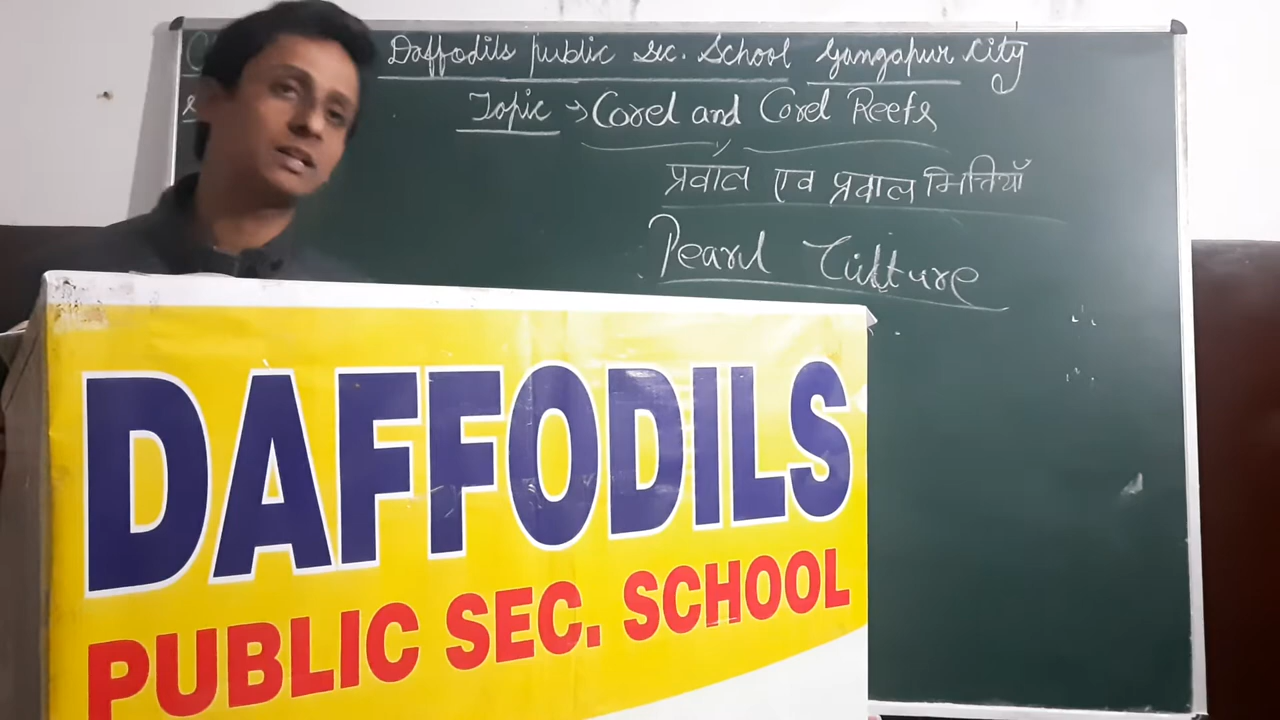 Daffodils public Sec. School Gangapur City
Topic → Corel and Corel Reefs
प्रवाल एव प्रवाल मित्तियाँ
Pearl Culture
DAFFODILS
PUBLIC SEC. SCHOOL